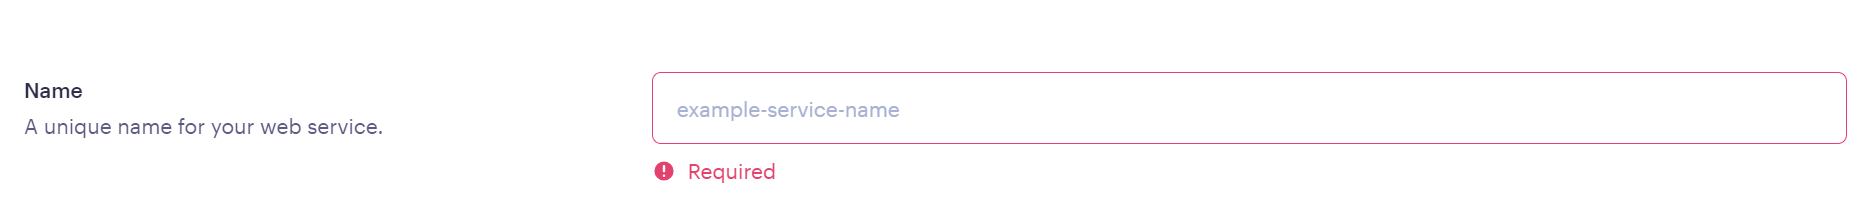 Name
A unique name for your web service.
example-service-name
Required